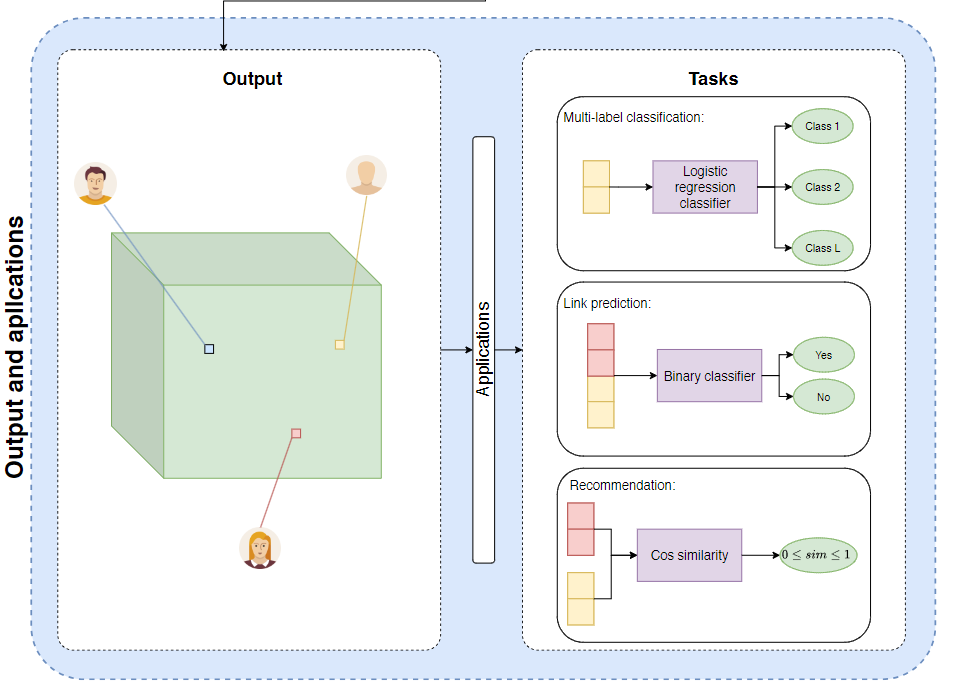 Output and aplications
Output
Applications
Tasks
Multi-label classification:
Logistic
regression
classifier
Class 1
Class 2
Class L
Link prediction:
Binary classifier
Yes
No
Recommendation:
Cos similarity
0 ≤ sim ≤ 1